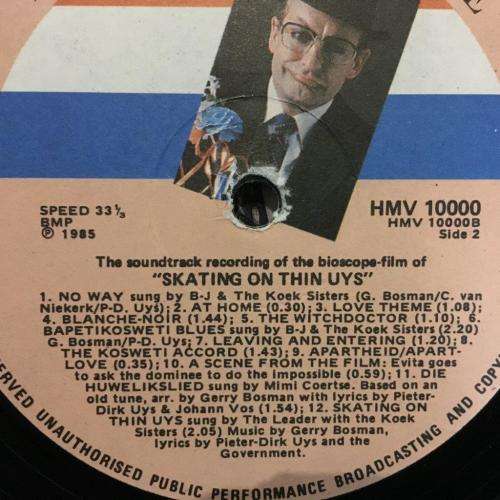 SPEED 33 1/3
BMP
℗ 1985
HMV 10000
HMV 10000B
Side 2
The soundtrack recording of the bioscope-film of
"SKATING ON THIN UYS"
1. NO WAY sung by B-J & The Koek Sisters (G. Bosman/C. van
Niekerk/P-D. Uys); 2. AT HOME (0.30); 3. LOVE THEME (1.08);
4. BLANCHE-NOIR (1.44); 5. THE WITCHDOCTOR (1.10); 6.
BAPETIKOSWETI BLUES sung by B-J & The Koek Sisters (2.20)
G. Bosman/P-D. Uys; 7. LEAVING AND ENTERING (1.20); 8.
THE KOSWETI ACCORD (1.43); 9. APARTHEID/APART-
LOVE (0.35); 10. A SCENE FROM THE FILM: Evita goes
to ask the dominee to do the impossible (0.59); 11. DIE
HUWELIKSLIED sung by Mimi Coertse. Based on an
old tune, arr. by Gerry Bosman with lyrics by Pieter-
Dirk Uys & Johann Vos (1.54); 12. SKATING ON
THIN UYS sung by The Leader with the Koek
Sisters (2.05) Music by Gerry Bosman,
lyrics by Pieter-Dirk Uys and the
Government.
UNAUTHORISED PUBLIC PERFORMANCE BROADCASTING AND